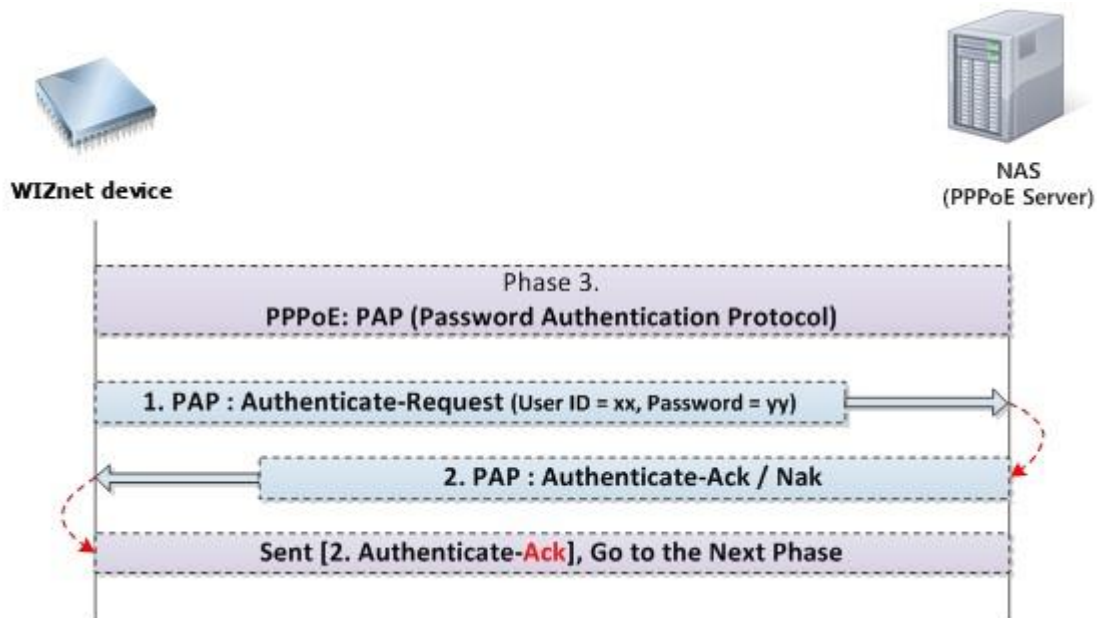 WIZnet device
NAS
(PPPoE Server)
Phase 3.
PPPoE: PAP (Password Authentication Protocol)
1. PAP : Authenticate-Request (User ID = xx, Password = yy)
2. PAP : Authenticate-Ack / Nak
Sent [2. Authenticate-Ack], Go to the Next Phase